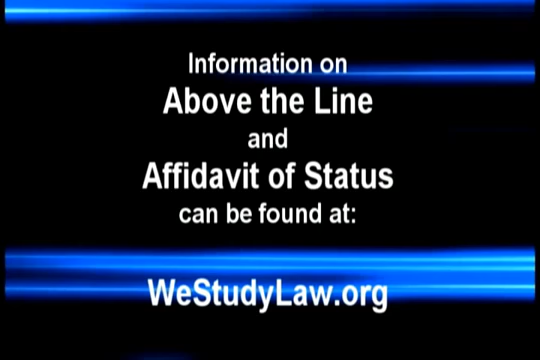 Information on
Above the Line
and
Affidavit of Status
can be found at:
WeStudyLaw.org